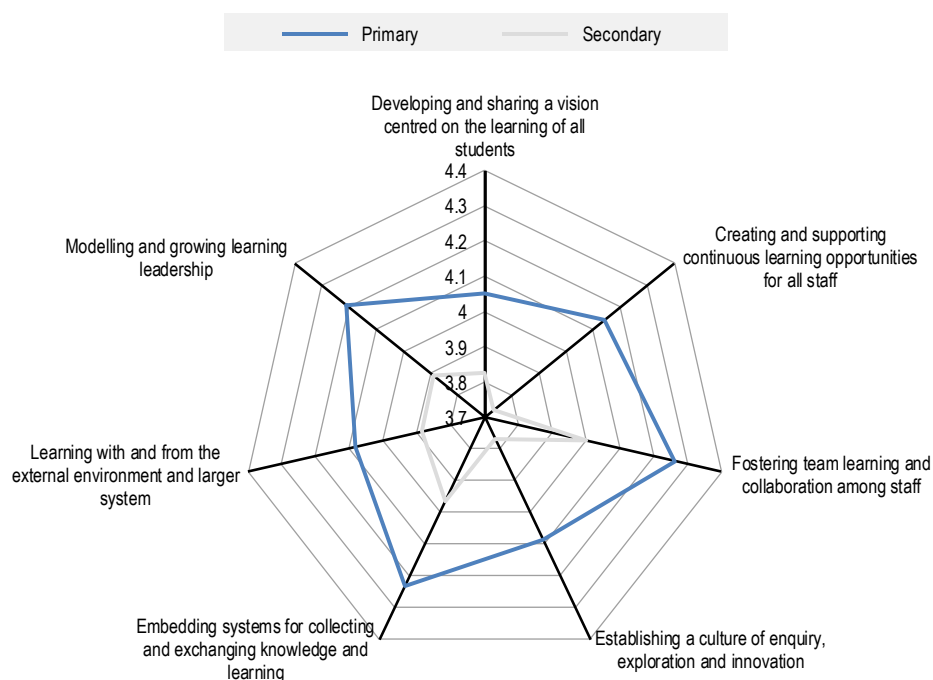 Primary
Secondary
Developing and sharing a vision
centred on the learning of all
students
4.4
4.3
4.2
4.1
4
3.9
3.8
3.7
Creating and supporting
continuous learning opportunities
for all staff
Fostering team learning and
collaboration among staff
Establishing a culture of enquiry,
exploration and innovation
Embedding systems for collecting
and exchanging knowledge and
learning
Learning with and from the
external environment and larger
system
Modelling and growing learning
leadership